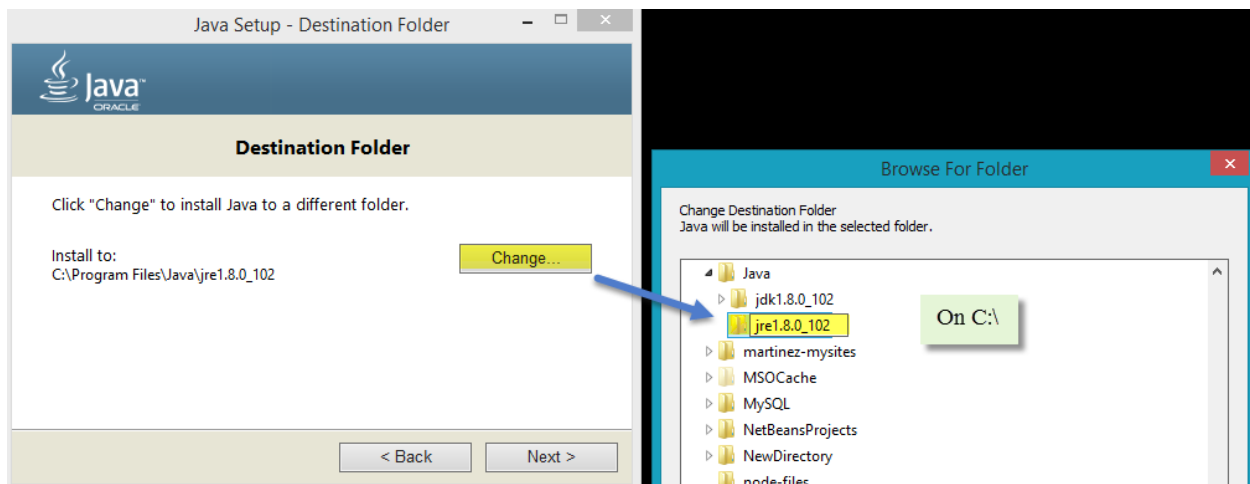 Java Setup - Destination Folder
Java
ORACLE
Destination Folder
Click "Change" to install Java to a different folder.
Install to:
C:\Program Files\Java\jre1.8.0_102
Change...
< Back
Next >
Browse For Folder
Change Destination Folder
Java will be installed in the selected folder.
Java
jdk1.8.0_102
jre1.8.0_102
On C:\
martinez-mysites
MSOCache
MySQL
NetBeansProjects
NewDirectory
node-files